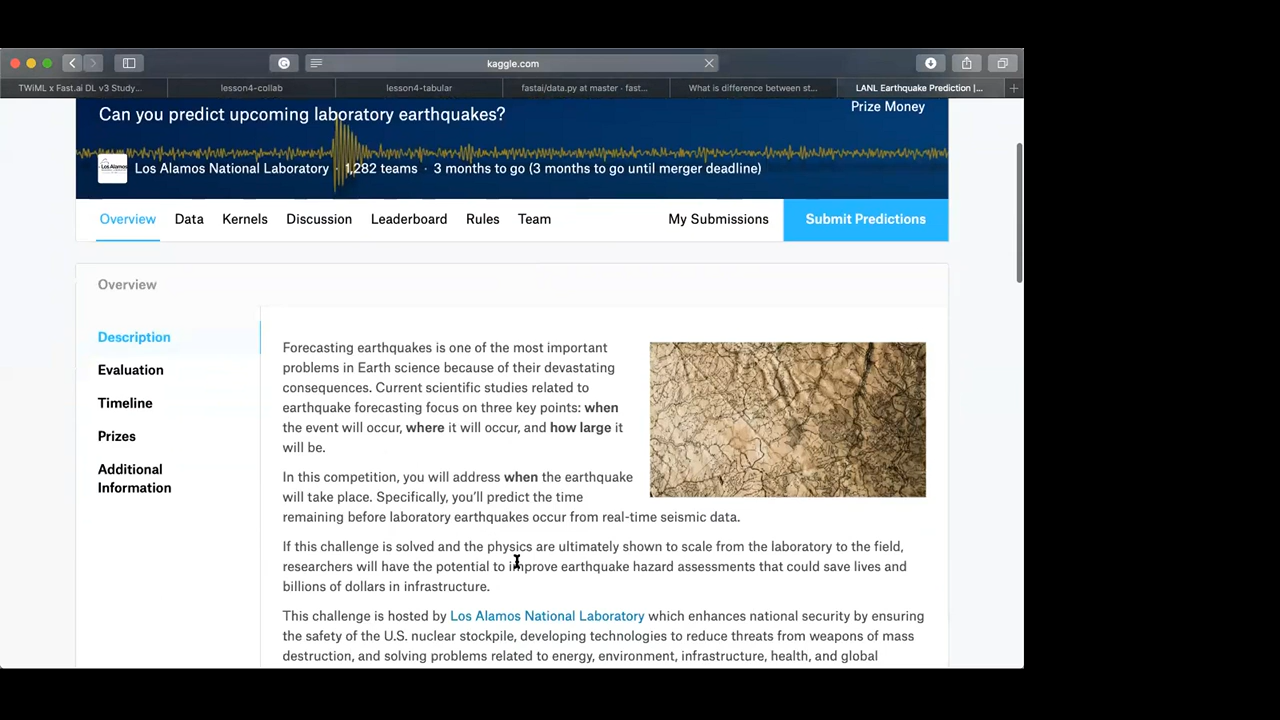 kaggle.com
TWiML x Fast.ai DL v3 Study...
lesson4-collab
lesson4-tabular
fastai/data.py at master · fast...
What is difference between st...
LANL Earthquake Prediction |...
Can you predict upcoming laboratory earthquakes?
Prize Money
Los Alamos
Los Alamos National Laboratory · 1,282 teams · 3 months to go (3 months to go until merger deadline)
Overview
Data
Kernels
Discussion
Leaderboard
Rules
Team
My Submissions
Submit Predictions
Overview
Description
Evaluation
Timeline
Prizes
Additional
Information
Forecasting earthquakes is one of the most important
problems in Earth science because of their devastating
consequences. Current scientific studies related to
earthquake forecasting focus on three key points: when
the event will occur, where it will occur, and how large it
will be.
In this competition, you will address when the earthquake
will take place. Specifically, you'll predict the time
remaining before laboratory earthquakes occur from real-time seismic data.
If this challenge is solved and the physics are ultimately shown to scale from the laboratory to the field,
researchers will have the potential to improve earthquake hazard assessments that could save lives and
billions of dollars in infrastructure.
This challenge is hosted by Los Alamos National Laboratory which enhances national security by ensuring
the safety of the U.S. nuclear stockpile, developing technologies to reduce threats from weapons of mass
destruction, and solving problems related to energy, environment, infrastructure, health, and global